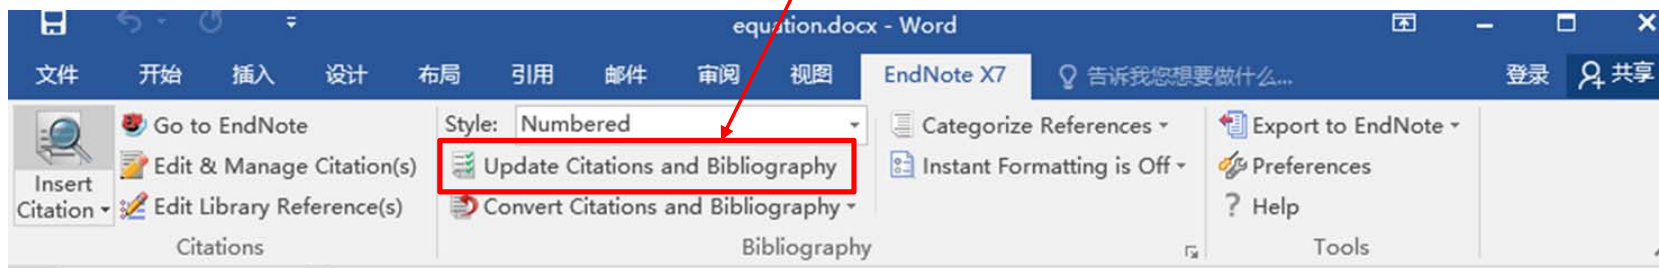 equation.docx - Word
文件 开始 插入 设计 布局 引用 邮件 审阅 视图 EndNote X7 告诉我您想要做什么... 登录 共享
Insert Citation
Go to EndNote
Edit & Manage Citation(s)
Edit Library Reference(s)
Citations
Style: Numbered
Update Citations and Bibliography
Convert Citations and Bibliography
Categorize References
Instant Formatting is Off
Bibliography
Export to EndNote
Preferences
? Help
Tools